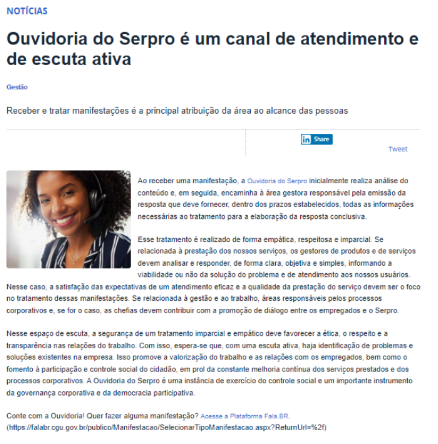 NOTÍCIAS
Ouvidoria do Serpro é um canal de atendimento e
de escuta ativa
Gestão
Receber e tratar manifestações é a principal atribuição da área ao alcance das pessoas
in Share
Tweet
Ao receber uma manifestação, a Ouvidoria do Serpro inicialmente realiza análise do
conteúdo e, em seguida, encaminha à área gestora responsável pela emissão da
resposta que deve fornecer, dentro dos prazos estabelecidos, todas as informações
necessárias ao tratamento para a elaboração da resposta conclusiva.
Esse tratamento é realizado de forma empática, respeitosa e imparcial. Se
relacionada à prestação dos nossos serviços, os gestores de produtos e de serviços
devem analisar e responder, de forma clara, objetiva e simples, informando a
viabilidade ou não da solução do problema e de atendimento aos nossos usuários.
Nesse caso, a satisfação das expectativas de um atendimento eficaz e a qualidade da prestação do serviço devem ser o foco
no tratamento dessas manifestações. Se relacionada à gestão e ao trabalho, áreas responsáveis pelos processos
corporativos e, se for o caso, as chefias devem contribuir com a promoção de diálogo entre os empregados e o Serpro.
Nesse espaço de escuta, a segurança de um tratamento imparcial e empático deve favorecer a ética, o respeito e a
transparência nas relações do trabalho. Com isso, espera-se que, com uma escuta ativa, haja identificação de problemas e
soluções existentes na empresa. Isso promove a valorização do trabalho e as relações com os empregados, bem como o
fomento à participação e controle social do cidadão, em prol da constante melhoria contínua dos serviços prestados e dos
processos corporativos. A Ouvidoria do Serpro é uma instância de exercício do controle social e um importante instrumento
da governança corporativa e da democracia participativa.
Conte com a Ouvidoria! Quer fazer alguma manifestação? Acesse a Plataforma Fala.BR.
(https://falabr.cgu.gov.br/publico/Manifestacao/SelecionarTipoManifestacao.aspx?ReturnUrl=%2f)